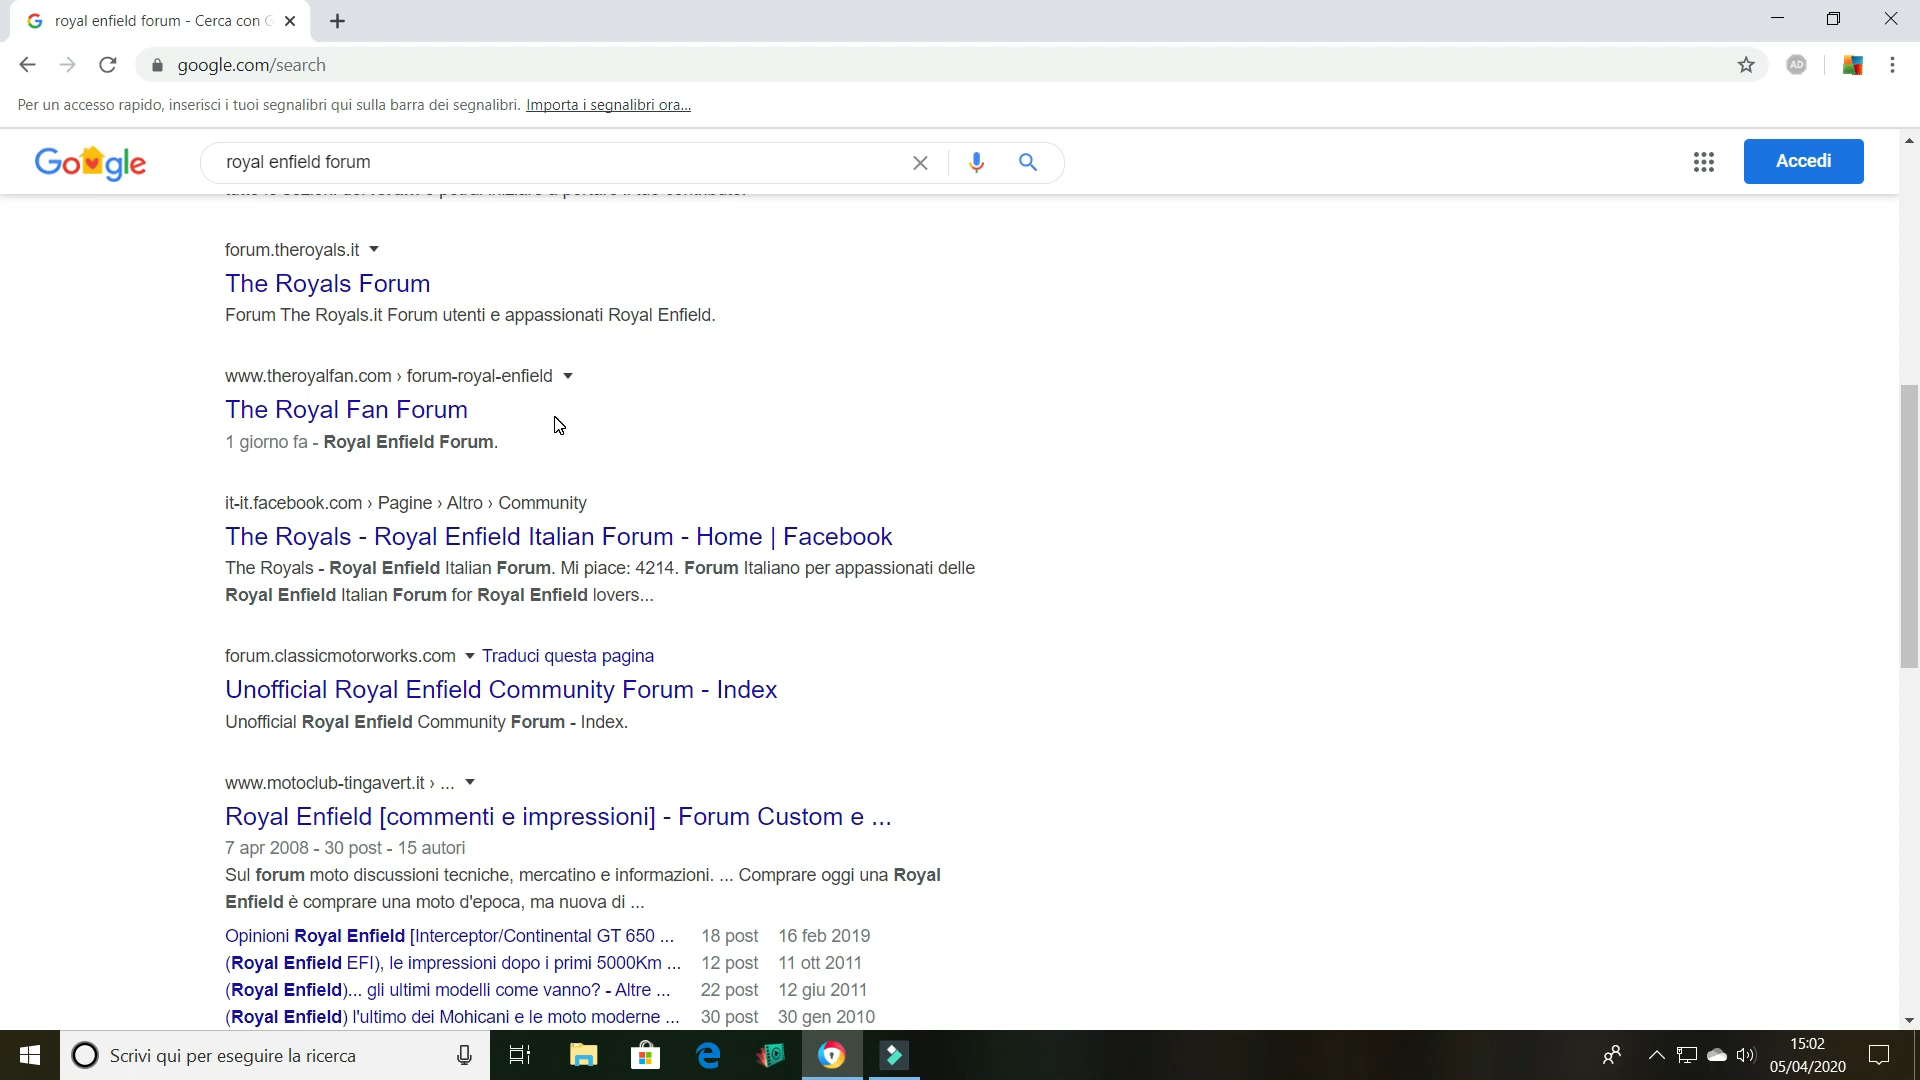 royal enfield forum - Cerca con G
google.com/search
Per un accesso rapido, inserisci i tuoi segnalibri qui sulla barra dei segnalibri. Importa i segnalibri ora...
Google
royal enfield forum
Accedi
forum.theroyals.it
The Royals Forum
Forum The Royals.it Forum utenti e appassionati Royal Enfield.
www.theroyalfan.com › forum-royal-enfield
The Royal Fan Forum
1 giorno fa - Royal Enfield Forum.
it-it.facebook.com › Pagine › Altro › Community
The Royals - Royal Enfield Italian Forum - Home | Facebook
The Royals - Royal Enfield Italian Forum. Mi piace: 4214. Forum Italiano per appassionati delle
Royal Enfield Italian Forum for Royal Enfield lovers...
forum.classicmotorworks.com Traduci questa pagina
Unofficial Royal Enfield Community Forum - Index
Unofficial Royal Enfield Community Forum - Index.
www.motoclub-tingavert.it › ...
Royal Enfield [commenti e impressioni] - Forum Custom e ...
7 apr 2008 - 30 post - 15 autori
Sul forum moto discussioni tecniche, mercatino e informazioni. ... Comprare oggi una Royal
Enfield è comprare una moto d'epoca, ma nuova di ...
Opinioni Royal Enfield [Interceptor/Continental GT 650 ... 18 post 16 feb 2019
(Royal Enfield EFI), le impressioni dopo i primi 5000Km ... 12 post 11 ott 2011
(Royal Enfield)... gli ultimi modelli come vanno? - Altre ... 22 post 12 giu 2011
(Royal Enfield) l'ultimo dei Mohicani e le moto moderne ... 30 post 30 gen 2010
Scrivi qui per eseguire la ricerca
15:02
05/04/2020